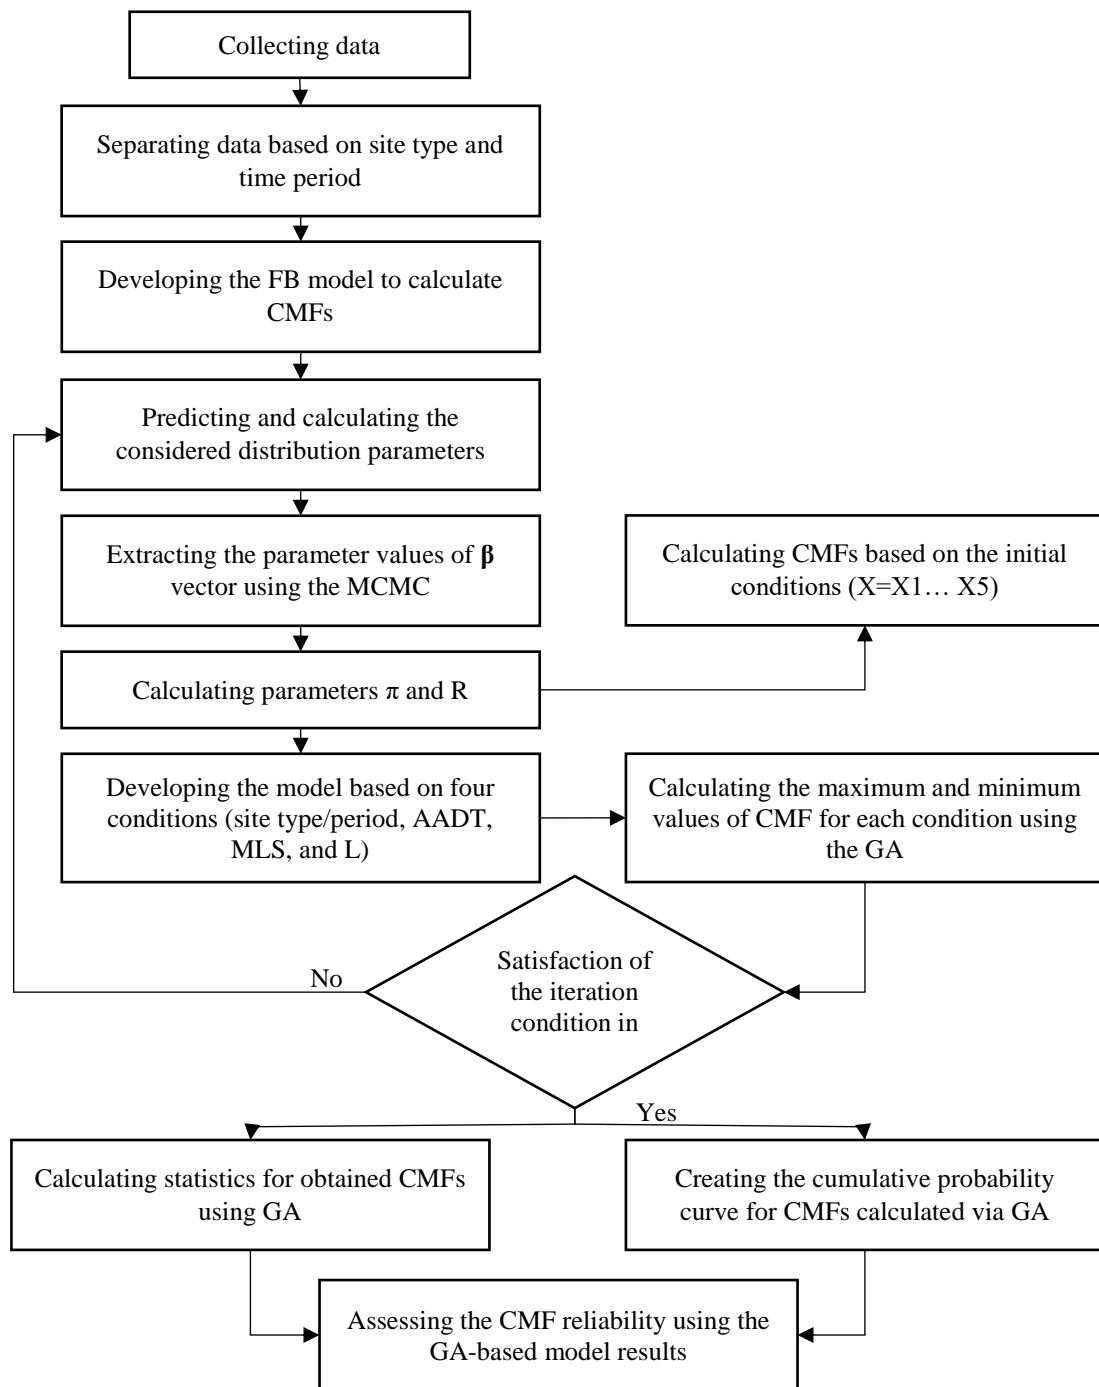 Collecting data
Separating data based on site type and
time period
Developing the FB model to calculate
CMFs
Predicting and calculating the
considered distribution parameters
Extracting the parameter values of β
vector using the MCMC
Calculating CMFs based on the initial
conditions (X=X1… X5)
Calculating parameters π and R
Developing the model based on four
conditions (site type/period, AADT,
MLS, and L)
Calculating the maximum and minimum
values of CMF for each condition using
the GA
Satisfaction of
the iteration
condition in
No
Yes
Calculating statistics for obtained CMFs
using GA
Creating the cumulative probability
curve for CMFs calculated via GA
Assessing the CMF reliability using the
GA-based model results